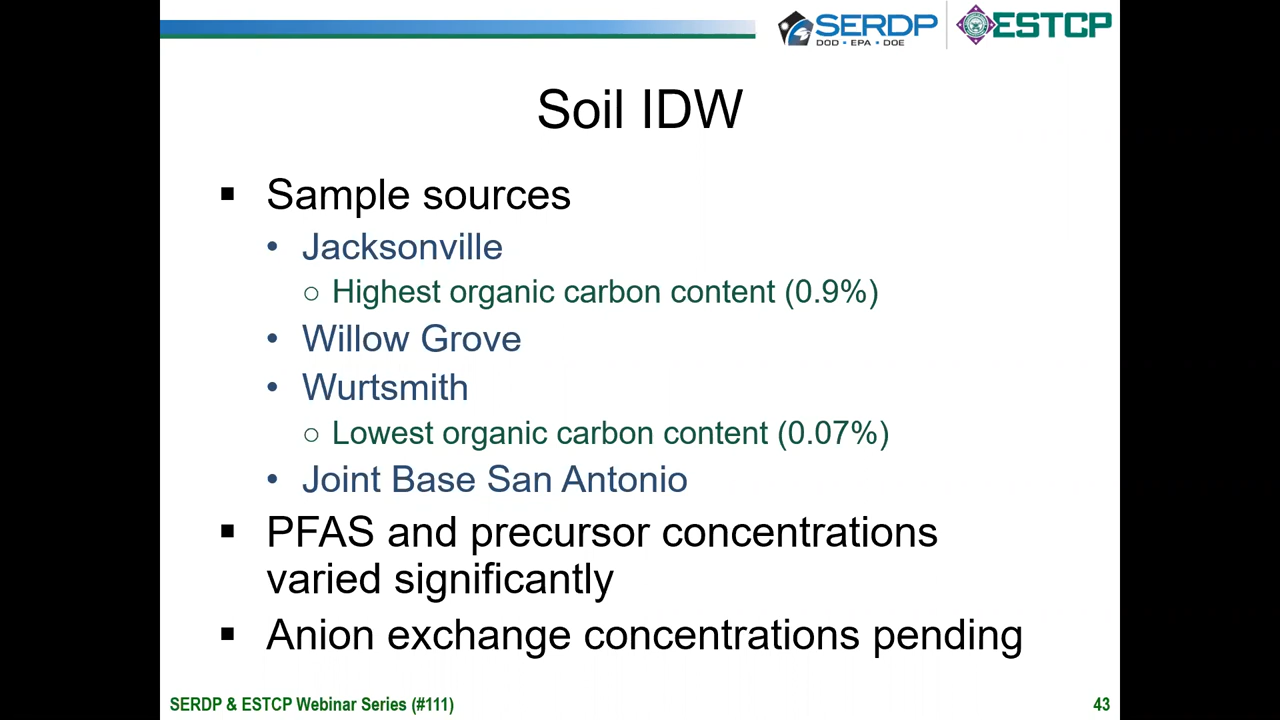 SERDP
DOD • EPA • DOE
ESTCP
Soil IDW
▪ Sample sources
• Jacksonville
○ Highest organic carbon content (0.9%)
• Willow Grove
• Wurtsmith
○ Lowest organic carbon content (0.07%)
• Joint Base San Antonio
▪ PFAS and precursor concentrations
varied significantly
▪ Anion exchange concentrations pending
SERDP & ESTCP Webinar Series (#111)
43